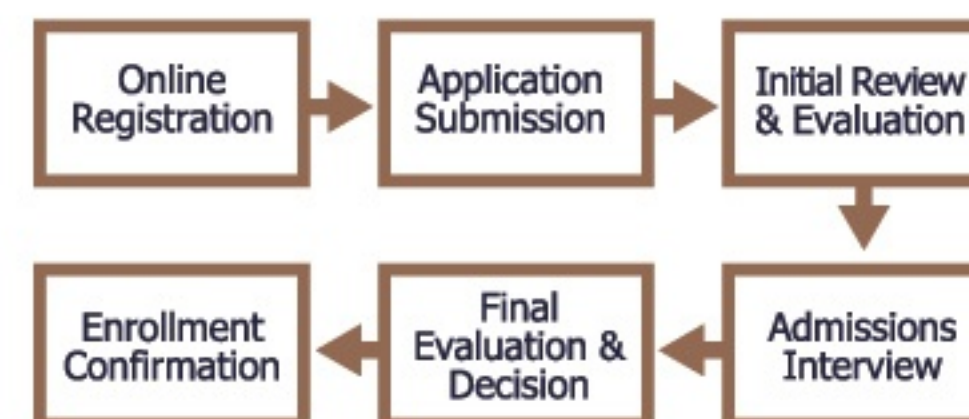 Online
Registration
Application
Submission
Initial Review
& Evaluation
Admissions
Interview
Final
Evaluation &
Decision
Enrollment
Confirmation